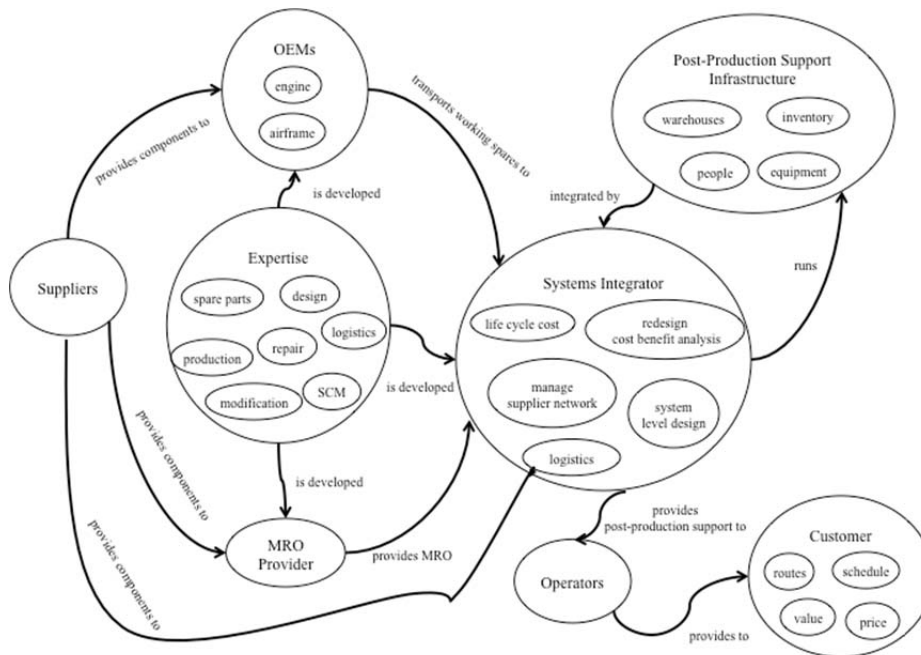 OEMs
engine
airframe
provides components to
transports working spares to
Post-Production Support
Infrastructure
warehouses
inventory
people
equipment
is developed
integrated by
runs
Suppliers
Expertise
spare parts
design
logistics
production
repair
modification
SCM
is developed
Systems Integrator
life cycle cost
redesign
cost benefit analysis
manage
supplier network
system
level design
logistics
provides components to
is developed
MRO
Provider
provides MRO
provides components to
provides
post-production support to
Operators
provides to
Customer
routes
schedule
value
price